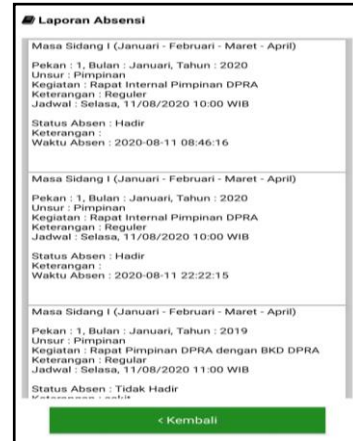 Laporan Absensi
Masa Sidang I (Januari - Februari - Maret - April)
Pekan : 1, Bulan : Januari, Tahun : 2020
Unsur : Pimpinan
Kegiatan : Rapat Internal Pimpinan DPRA
Keterangan : Reguler
Jadwal : Selasa, 11/08/2020 10:00 WIB
Status Absen : Hadir
Keterangan :
Waktu Absen : 2020-08-11 08:46:16
Masa Sidang I (Januari - Februari - Maret - April)
Pekan : 1, Bulan : Januari, Tahun : 2020
Unsur : Pimpinan
Kegiatan : Rapat Internal Pimpinan DPRA
Keterangan : Reguler
Jadwal : Selasa, 11/08/2020 10:00 WIB
Status Absen : Hadir
Keterangan :
Waktu Absen : 2020-08-11 22:22:15
Masa Sidang I (Januari - Februari - Maret - April)
Pekan : 1, Bulan : Januari, Tahun : 2019
Unsur : Pimpinan
Kegiatan : Rapat Pimpinan DPRA dengan BKD DPRA
Keterangan : Regular
Jadwal : Selasa, 11/08/2020 11:00 WIB
Status Absen : Tidak Hadir
Keterangan : sakit
< Kembali